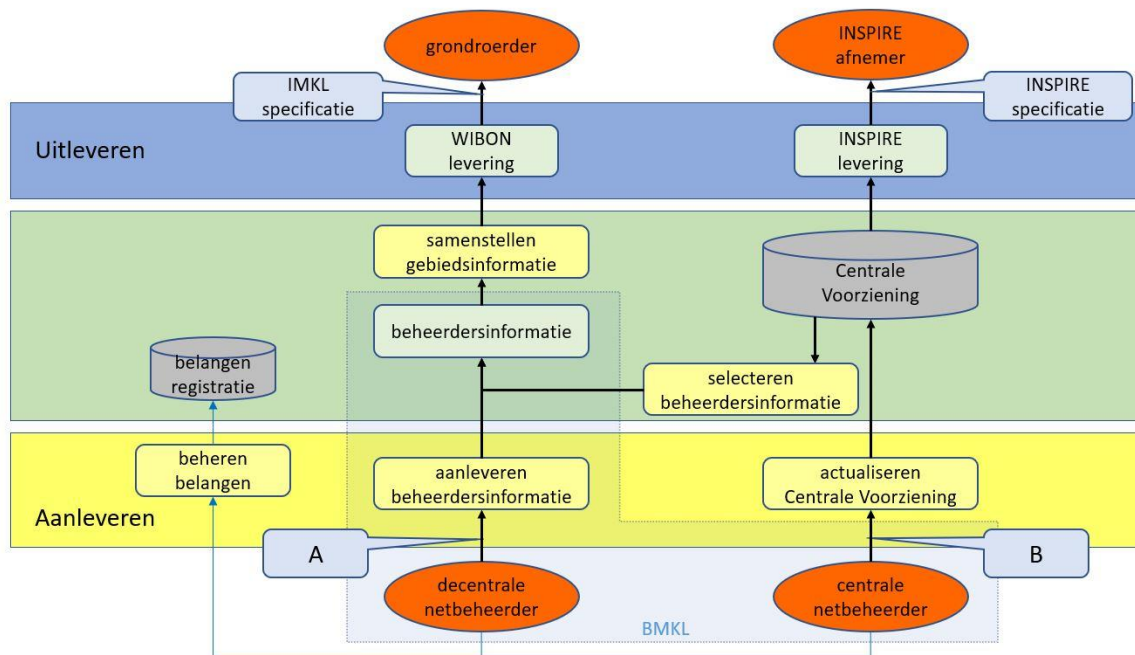 grondroerder
INSPIRE
afnemer
IMKL
specificatie
INSPIRE
specificatie
Uitleveren
WIBON
levering
INSPIRE
levering
samenstellen
gebiedsinformatie
Centrale
Voorziening
beheerdersinformatie
belangen
registratie
selecteren
beheerdersinformatie
beheren
belangen
aanleveren
beheerdersinformatie
actualiseren
Centrale Voorziening
Aanleveren
A
B
decentrale
netbeheerder
centrale
netbeheerder
BMKL